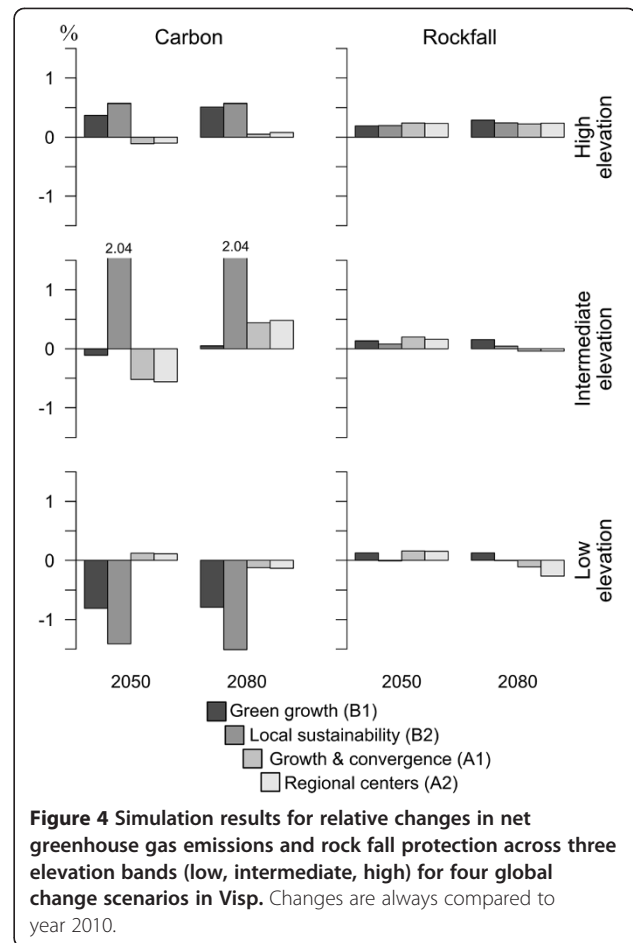 %
Carbon
Rockfall
1
0
-1
High
elevation
2.04
2.04
1
0
-1
Intermediate
elevation
1
0
-1
Low
elevation
2050
2080
2050
2080
Green growth (B1)
Local sustainability (B2)
Growth & convergence (A1)
Regional centers (A2)
Figure 4 Simulation results for relative changes in net
greenhouse gas emissions and rock fall protection across three
elevation bands (low, intermediate, high) for four global
change scenarios in Visp. Changes are always compared to
year 2010.